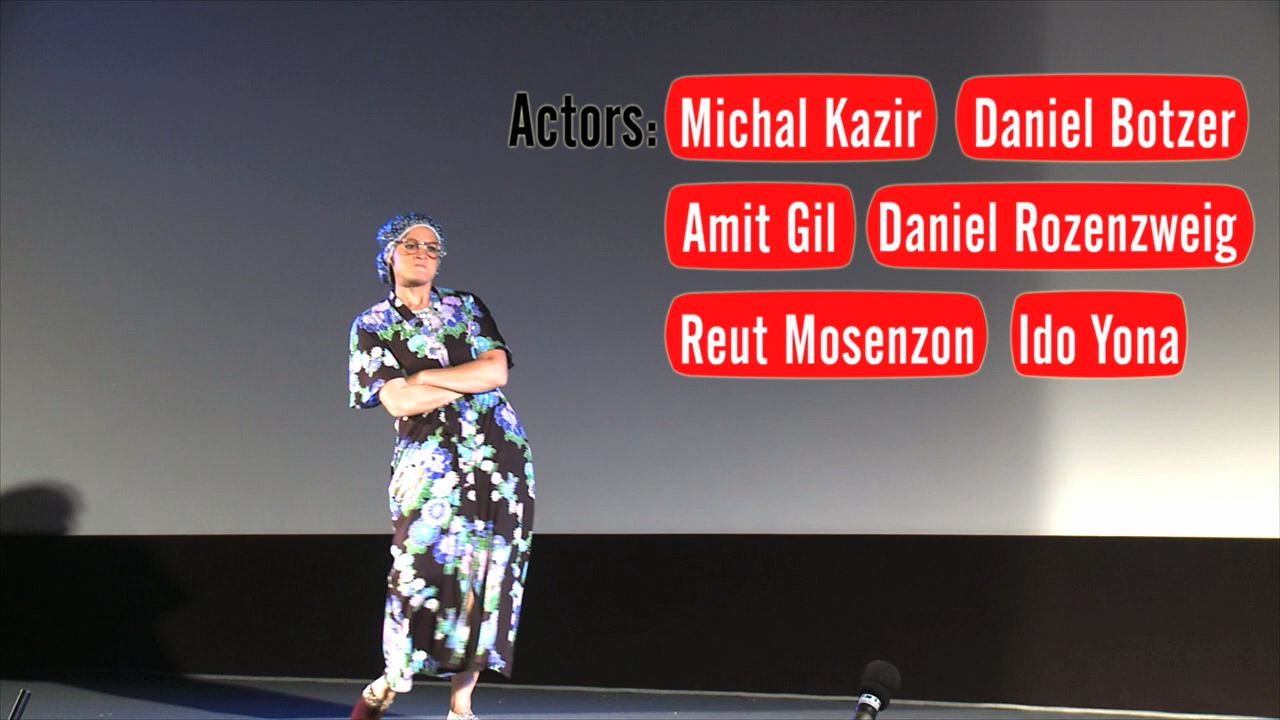 Actors: Michal Kazir Daniel Botzer
Amit Gil Daniel Rozenzweig
Reut Mosenzon Ido Yona